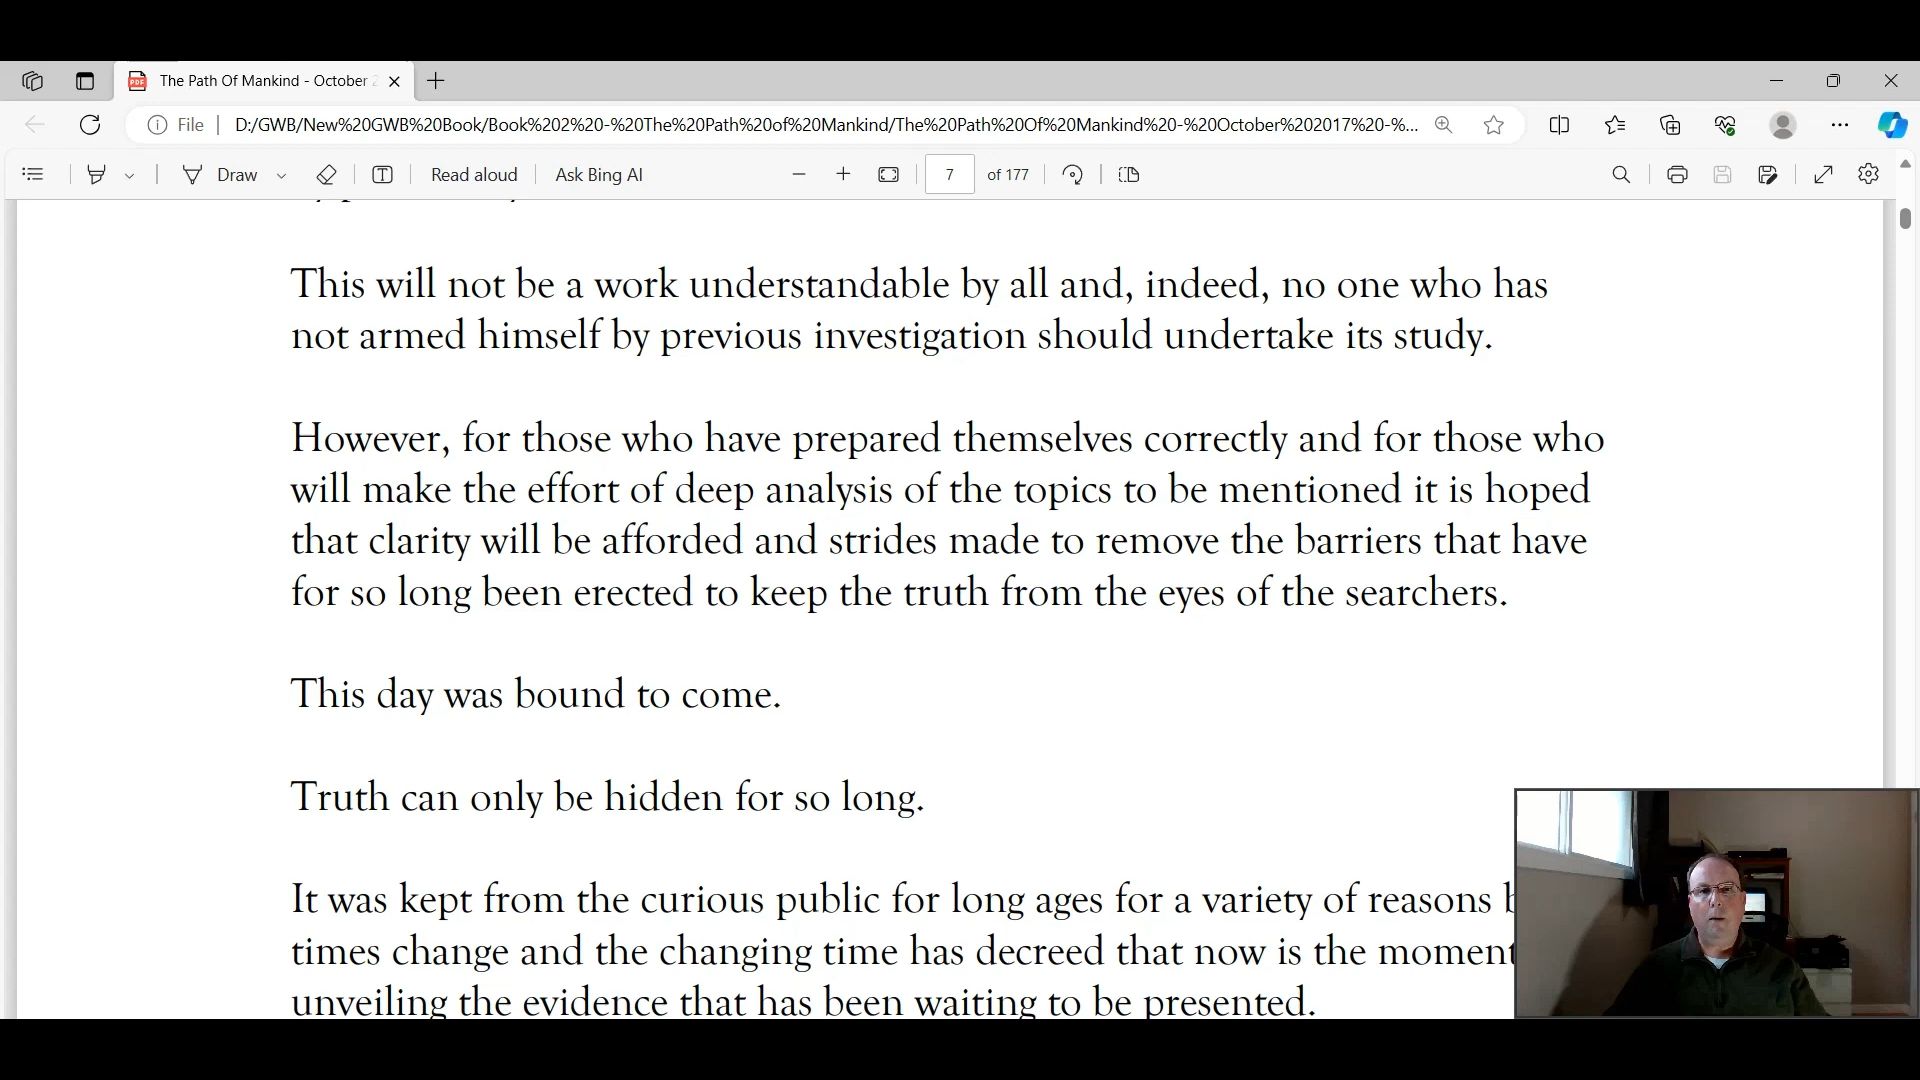 The Path Of Mankind - October 2
File
D:/GWB/New%20GWB%20Book/Book%202%20-%20The%20Path%20of%20Mankind/The%20Path%20Of%20Mankind%20-%20October%202017%20-%...
Draw
Read aloud
Ask Bing AI
7 of 177
This will not be a work understandable by all and, indeed, no one who has
not armed himself by previous investigation should undertake its study.
However, for those who have prepared themselves correctly and for those who
will make the effort of deep analysis of the topics to be mentioned it is hoped
that clarity will be afforded and strides made to remove the barriers that have
for so long been erected to keep the truth from the eyes of the searchers.
This day was bound to come.
Truth can only be hidden for so long.
It was kept from the curious public for long ages for a variety of reasons
times change and the changing time has decreed that now is the moment
unveiling the evidence that has been waiting to be presented.